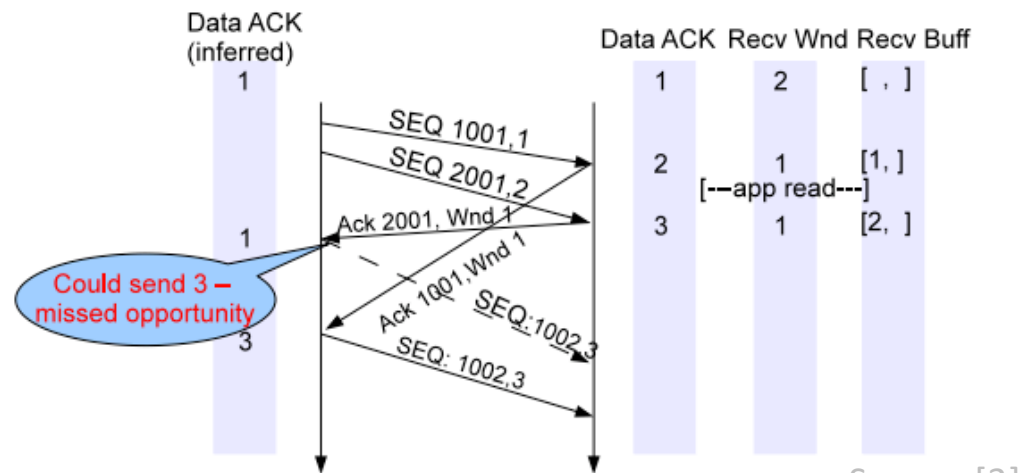 Data ACK
(inferred)
Data ACK Recv Wnd Recv Buff
1
1 2 [ , ]
SEQ 1001,1
SEQ 2001,2
2 1 [1, ]
[---app read---]
Ack 2001, Wnd 1
3 1 [2, ]
1
Ack 1001,Wnd 1
Could send 3 –
missed opportunity
SEQ:1002,3
3
SEQ: 1002,3